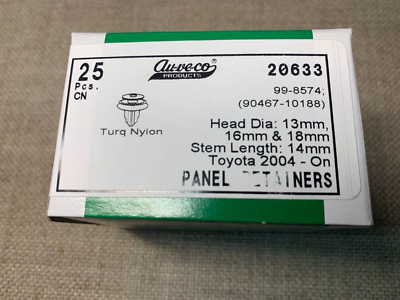 25
Pcs.
CN
au-ve-co
PRODUCTS
20633
99-8574;
(90467-10188)
Turq Nylon
Head Dia: 13mm,
16mm & 18mm
Stem Length: 14mm
Toyota 2004 - On
PANEL RETAINERS